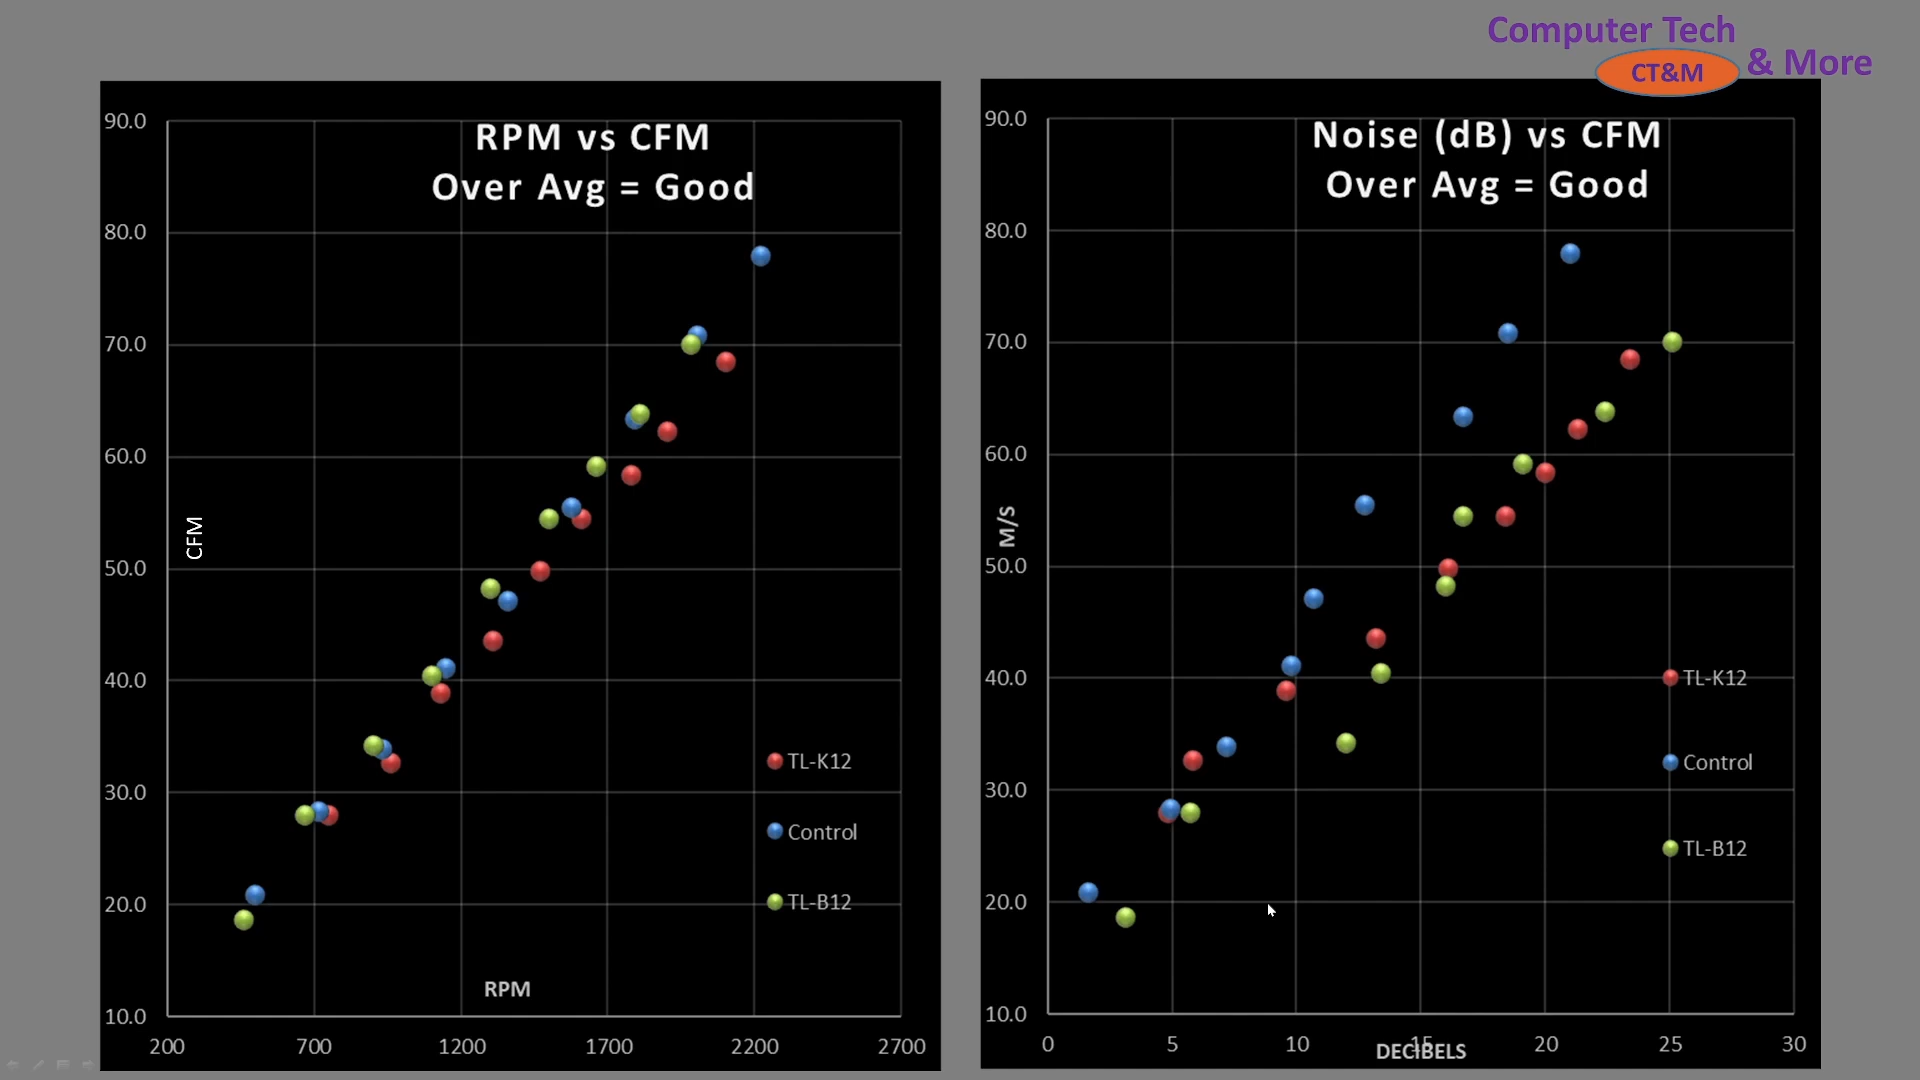 Computer Tech
CT&M
& More
RPM vs CFM
Over Avg = Good
90.0
80.0
70.0
60.0
50.0
40.0
30.0
20.0
10.0
CFM
TL-K12
Control
TL-B12
RPM
200 700 1200 1700 2200 2700
Noise (dB) vs CFM
Over Avg = Good
90.0
80.0
70.0
60.0
50.0
40.0
30.0
20.0
10.0
M/s
TL-K12
Control
TL-B12
0 5 10 15 20 25 30
DECIBELS